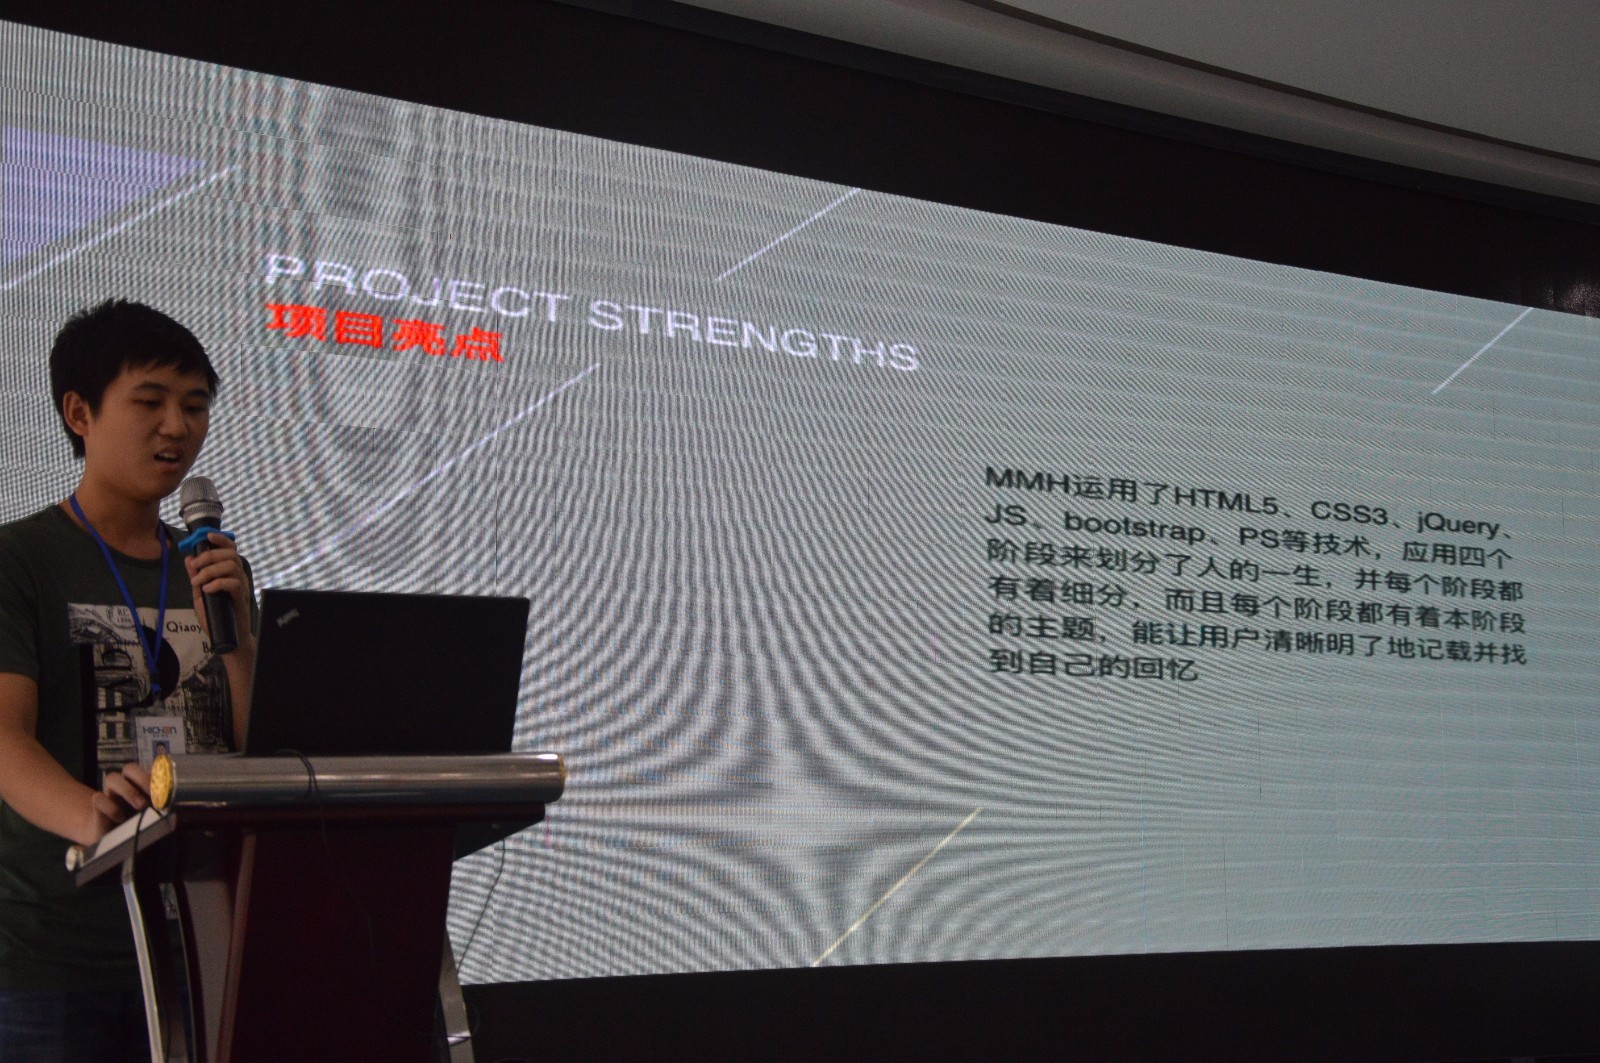 PROJECT STRENGTHS
项目亮点
MMH运用了HTML5、CSS3、jQuery、
JS、bootstrap、PS等技术，应用四个
阶段来划分了人的一生，并每个阶段都
有着细分，而且每个阶段都有着本阶段
的主题，能让用户清晰明了地记载并找
到自己的回忆
Qiaoy